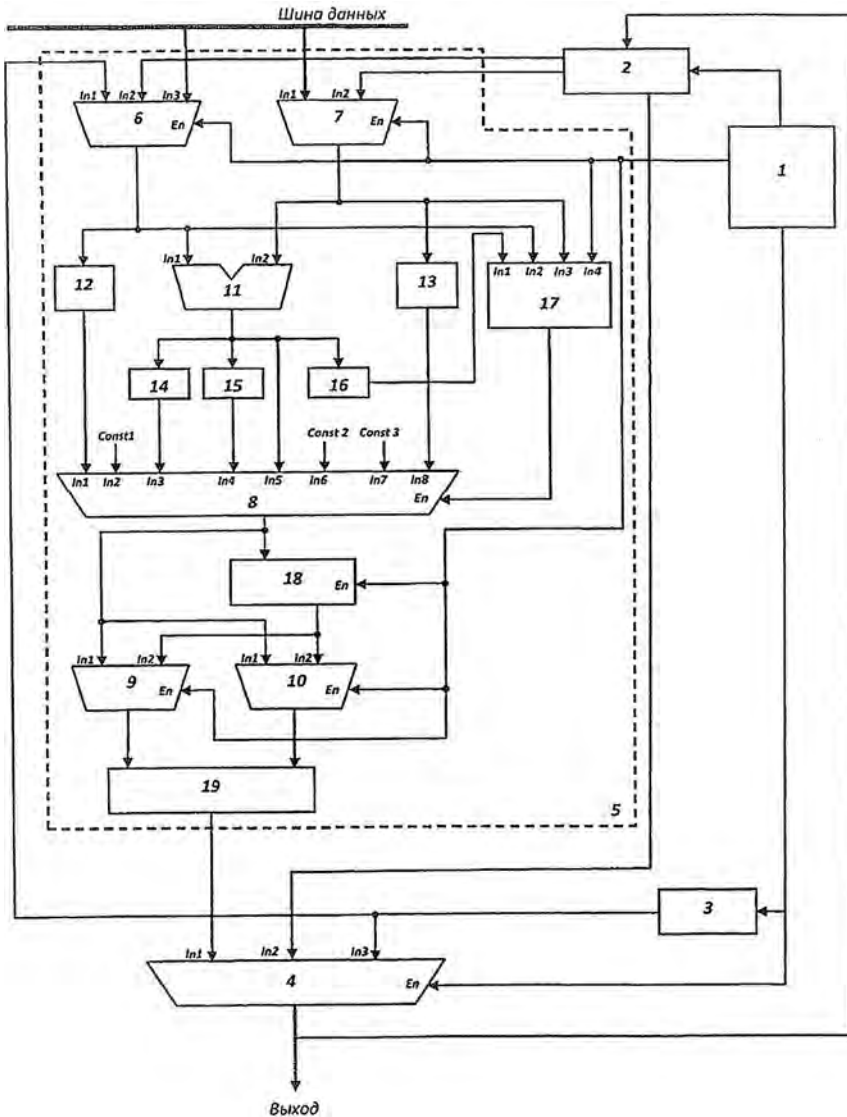 Шина данных
2
In1 In2 In3
In1 In2
6 En
7 En
1
In1 In2
In1 In2 In3 In4
12
11
13
17
14
15
16
Const1
Const 2
Const 3
In1 In2 In3 In4 In5 In6 In7 In8
En
8
18 En
In1 In2
In1 In2
9 En
10 En
19
5
3
In1 In2 In3
4 En
Выход